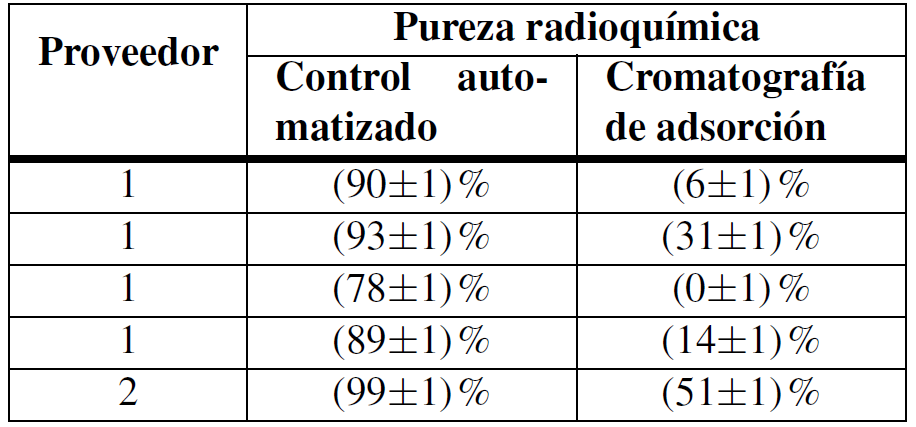 Proveedor
Pureza radioquímica
Control auto-
matizado
Cromatografía
de adsorción
1 (90±1) % (6±1) %
1 (93±1) % (31±1) %
1 (78±1) % (0±1) %
1 (89±1) % (14±1) %
2 (99±1) % (51±1) %